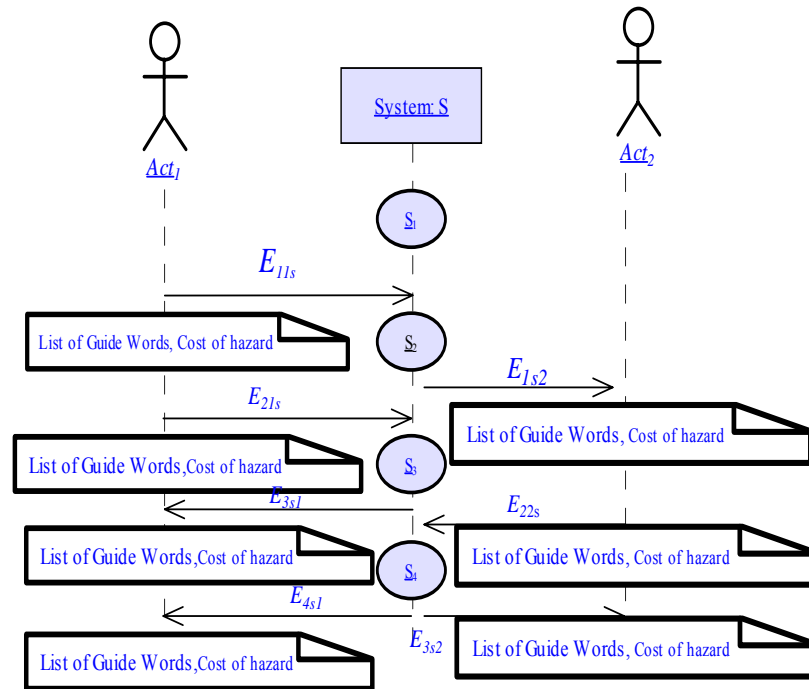 System: S
Act1
Act2
S1
E11s
List of Guide Words, Cost of hazard
S2
E1s2
E21s
List of Guide Words, Cost of hazard
List of Guide Words,Cost of hazard
S3
E3s1
E22s
List of Guide Words,Cost of hazard
List of Guide Words, Cost of hazard
S4
E4s1
E3s2
List of Guide Words, Cost of hazard
List of Guide Words,Cost of hazard